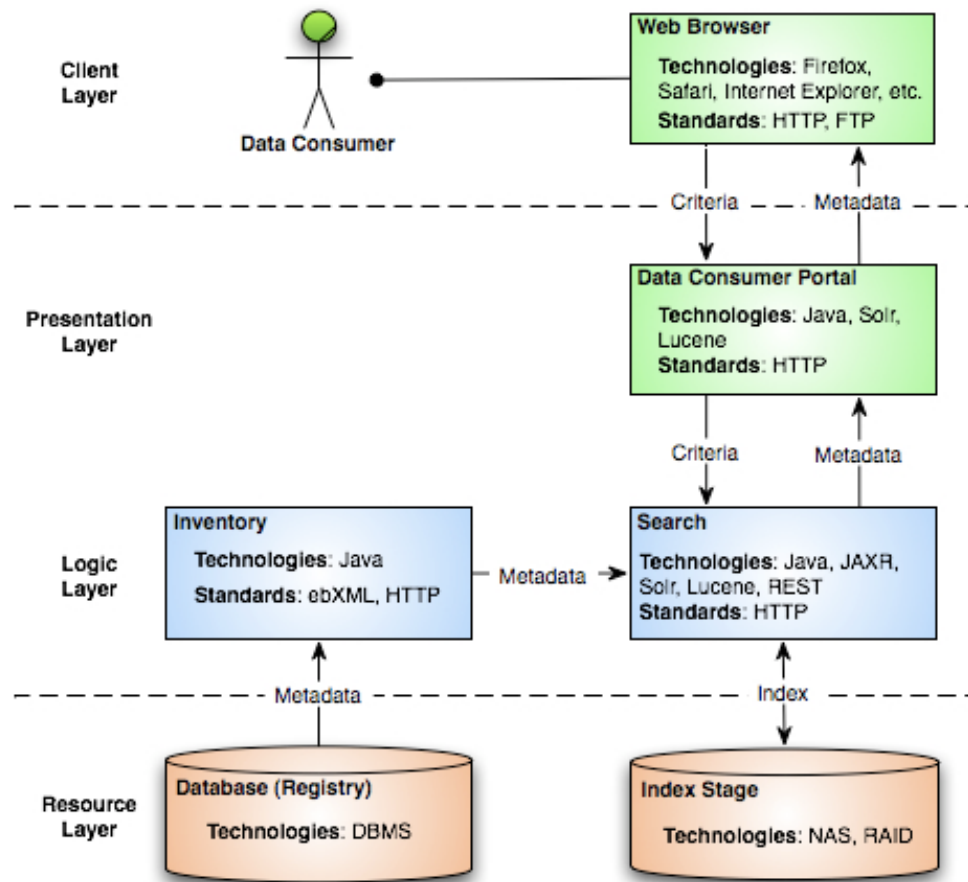 Client
Layer
Data Consumer
Web Browser
Technologies: Firefox,
Safari, Internet Explorer, etc.
Standards: HTTP, FTP
Criteria
Metadata
Presentation
Layer
Data Consumer Portal
Technologies: Java, Solr,
Lucene
Standards: HTTP
Criteria
Metadata
Logic
Layer
Inventory
Technologies: Java
Standards: ebXML, HTTP
Metadata
Search
Technologies: Java, JAXR,
Solr, Lucene, REST
Standards: HTTP
Metadata
Index
Resource
Layer
Database (Registry)
Technologies: DBMS
Index Stage
Technologies: NAS, RAID